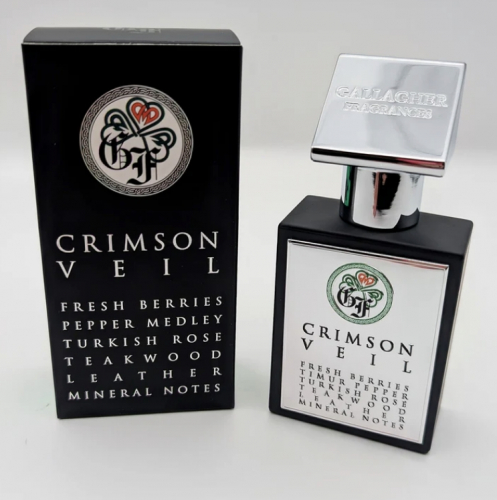 GF
CRIMSON
VEIL
FRESH BERRIES
PEPPER MEDLEY
TURKISH ROSE
TEAKWOOD
LEATHER
MINERAL NOTES
GALLAGHER
FRAGRANCES
GF
CRIMSON
VEIL
FRESH BERRIES
TIMUR PEPPER
TURKISH ROSE
TEAKWOOD
LEATHER
MINERAL NOTES